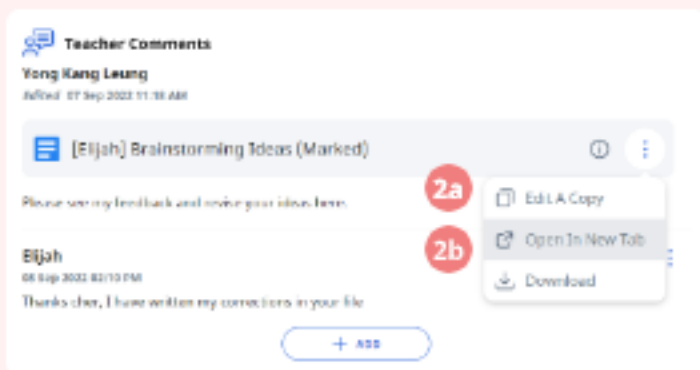 Teacher Comments
Yong Kang Leung
Edited 07 Sep 2022 11:18 AM
[Elijah] Brainstorming Ideas (Marked)
2a
Edit A Copy
Please see my feedback and revise your ideas here.
2b
Open In New Tab
Elijah
08 Sep 2022 02:10 PM
Download
Thanks cher, I have written my corrections in your file
+ ADD